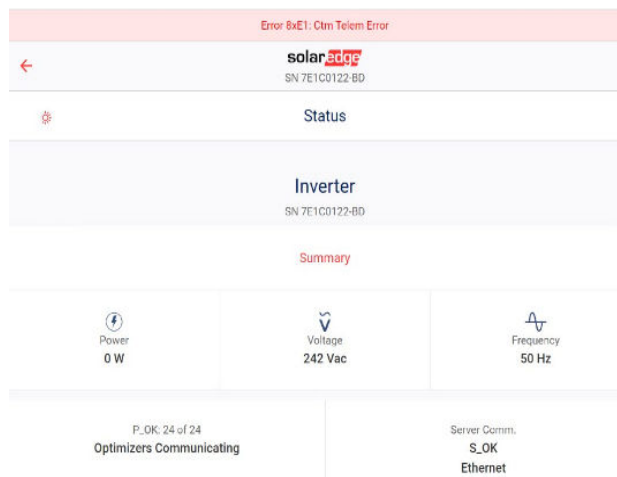 Error 8xE1: Ctm Telem Error
solaredge
SN 7E1C0122-BD
Status
Inverter
SN 7E1C0122-BD
Summary
Power
Voltage
Frequency
0 W
242 Vac
50 Hz
P_OK: 24 of 24
Optimizers Communicating
Server Comm.
S_OK
Ethernet